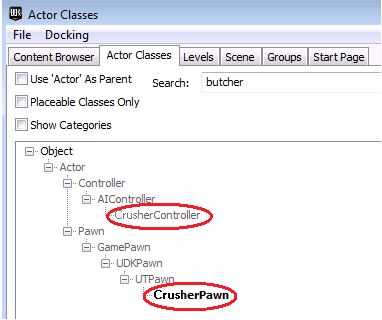 Actor Classes
File Docking
Content Browser Actor Classes Levels Scene Groups Start Page
Use 'Actor' As Parent Search: butcher
Placeable Classes Only
Show Categories
Object
Actor
Controller
AIController
CrusherController
Pawn
GamePawn
UDKPawn
UTPawn
CrusherPawn